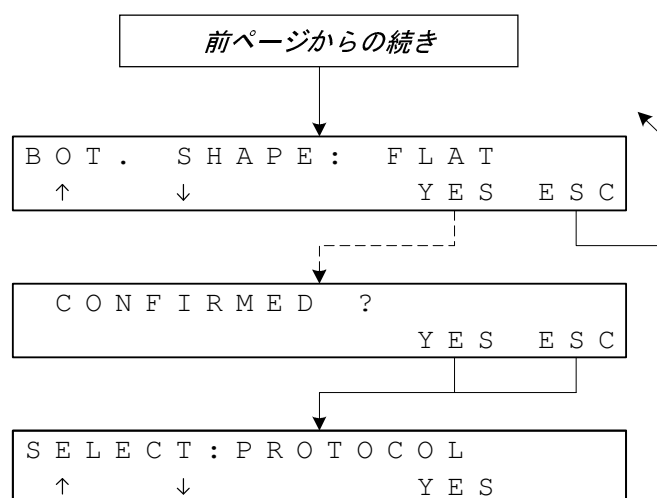 前ページからの続き
BOT. SHAPE: FLAT
↑ ↓ YES ESC
CONFIRMED ?
YES ESC
SELECT:PROTOCOL
↑ ↓ YES